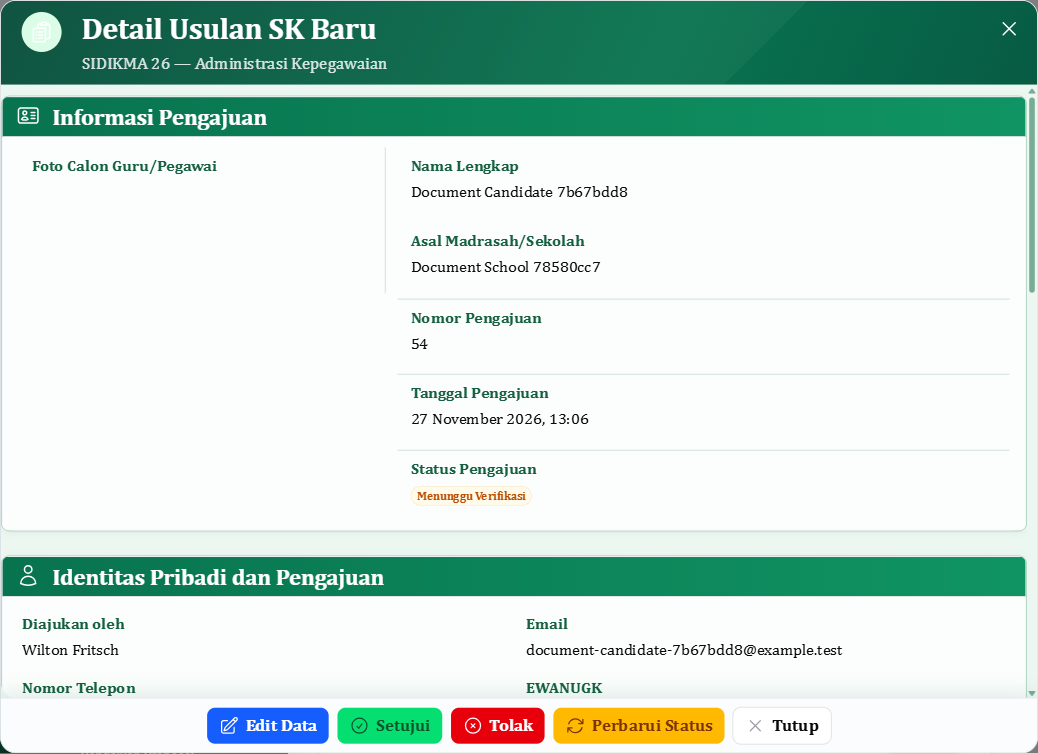 Detail Usulan SK Baru
SIDIKMA 26 — Administrasi Kepegawaian
Informasi Pengajuan
Foto Calon Guru/Pegawai
Nama Lengkap
Document Candidate 7b67bdd8
Asal Madrasah/Sekolah
Document School 78580cc7
Nomor Pengajuan
54
Tanggal Pengajuan
27 November 2026, 13:06
Status Pengajuan
Menunggu Verifikasi
Identitas Pribadi dan Pengajuan
Diajukan oleh
Wilton Fritsch
Email
document-candidate-7b67bdd8@example.test
Nomor Telepon
EWANUGK
Edit Data
Setujui
Tolak
Perbarui Status
Tutup